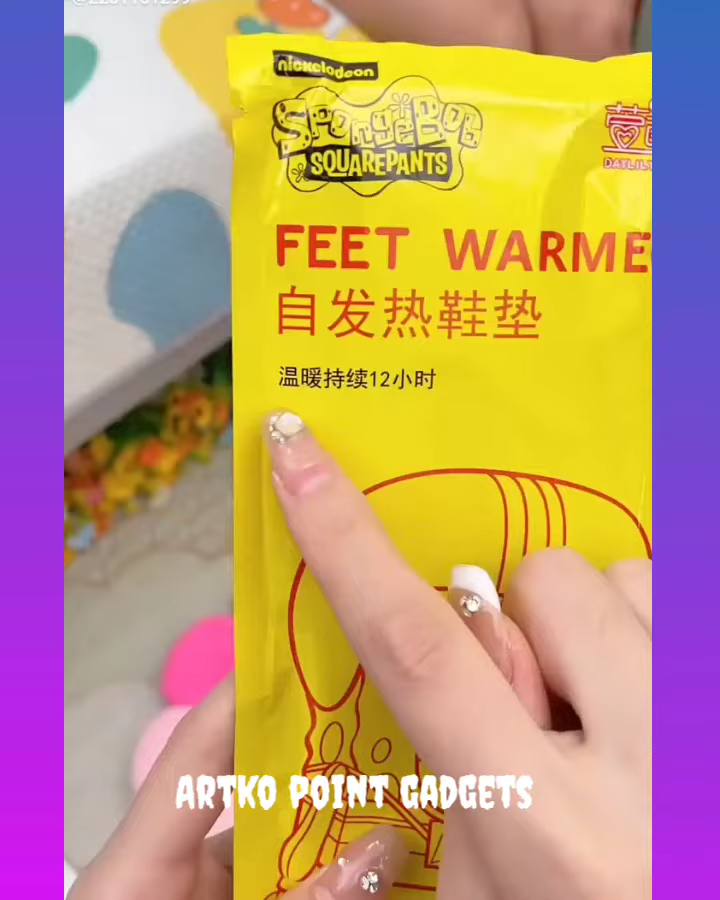 nickelodeon
SPONGEBOB
SQUAREPANTS
FEET WARME
自发热鞋垫
温暖持续12小时
ARTKO POINT GADGETS